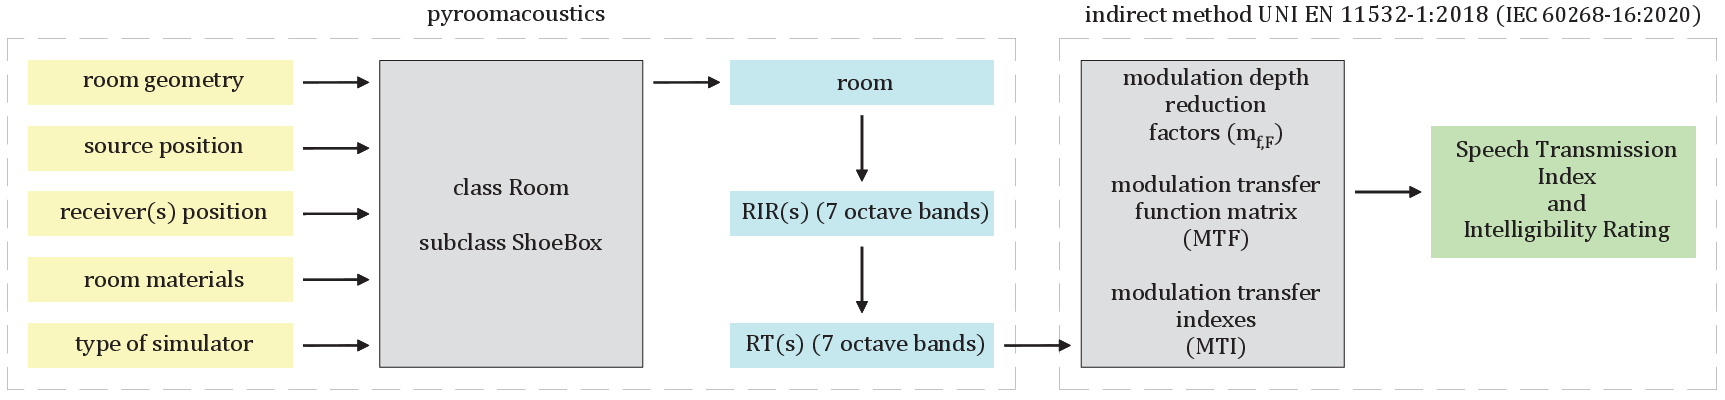 pyroomacoustics
room geometry
source position
receiver(s) position
room materials
type of simulator
class Room
subclass ShoeBox
room
RIR(s) (7 octave bands)
RT(s) (7 octave bands)
indirect method UNI EN 11532-1:2018 (IEC 60268-16:2020)
modulation depth
reduction
factors (mf,F)
modulation transfer
function matrix
(MTF)
modulation transfer
indexes
(MTI)
Speech Transmission
Index
and
Intelligibility Rating